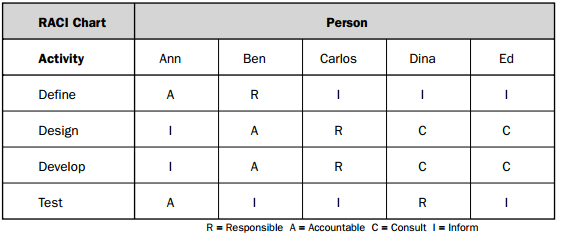 RACI Chart Person
Activity Ann Ben Carlos Dina Ed
Define A R I I I
Design I A R C C
Develop I A R C C
Test A I I R I
R = Responsible A = Accountable C = Consult I = Inform